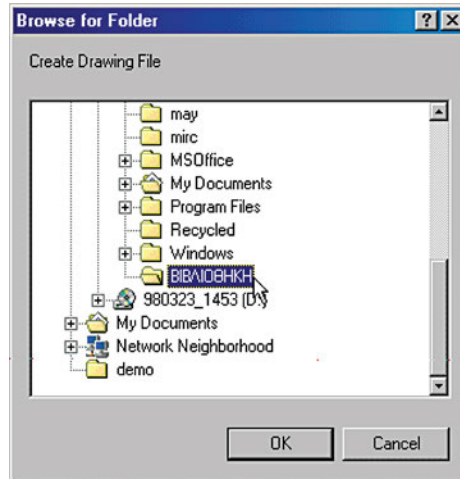 Browse for Folder
Create Drawing File
may
mirc
MSOffice
My Documents
Program Files
Recycled
Windows
ΒΙΒΛΙΟΘΗΚΗ
980323_1453 (D:)
My Documents
Network Neighborhood
demo
OK Cancel